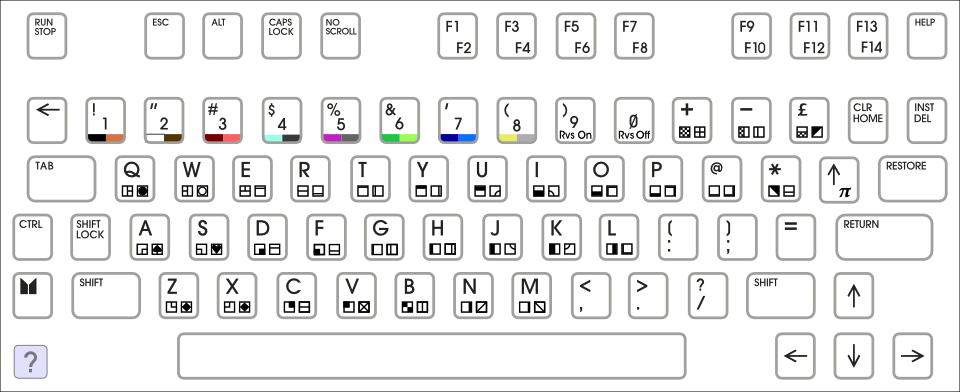 RUN STOP ESC ALT CAPS LOCK NO SCROLL F1 F2 F3 F4 F5 F6 F7 F8 F9 F10 F11 F12 F13 F14 HELP
← ! 1 " 2 # 3 $ 4 % 5 & 6 ' 7 ( 8 ) 9 Rvs On 0 Rvs Off + − £ CLR HOME INST DEL
TAB Q W E R T Y U I O P @ * ↑ π RESTORE
CTRL SHIFT LOCK A S D F G H J K L [ : ] ; = RETURN
SHIFT Z X C V B N M < , > . ? / SHIFT ↑
? ← ↓ →